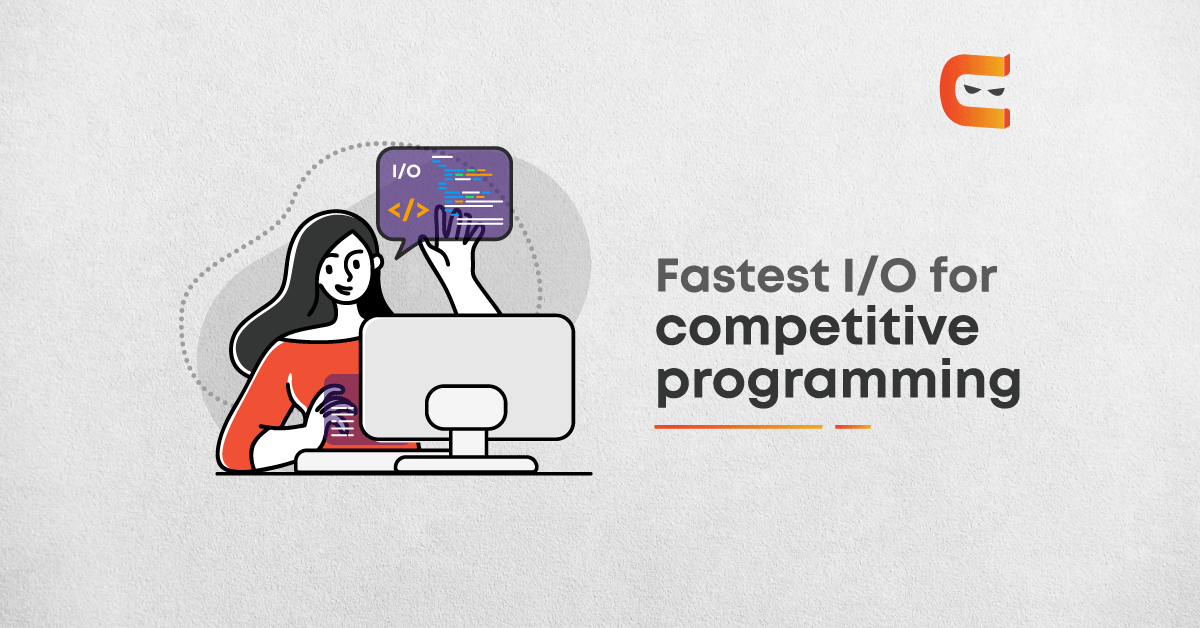 I/O
</>
Fastest I/O for
competitive
programming